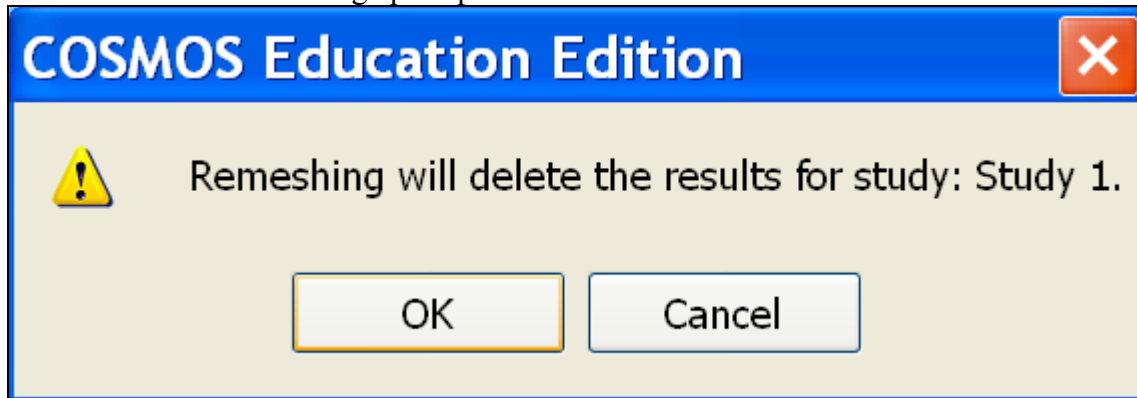 COSMOS Education Edition
Remeshing will delete the results for study: Study 1.
OK Cancel